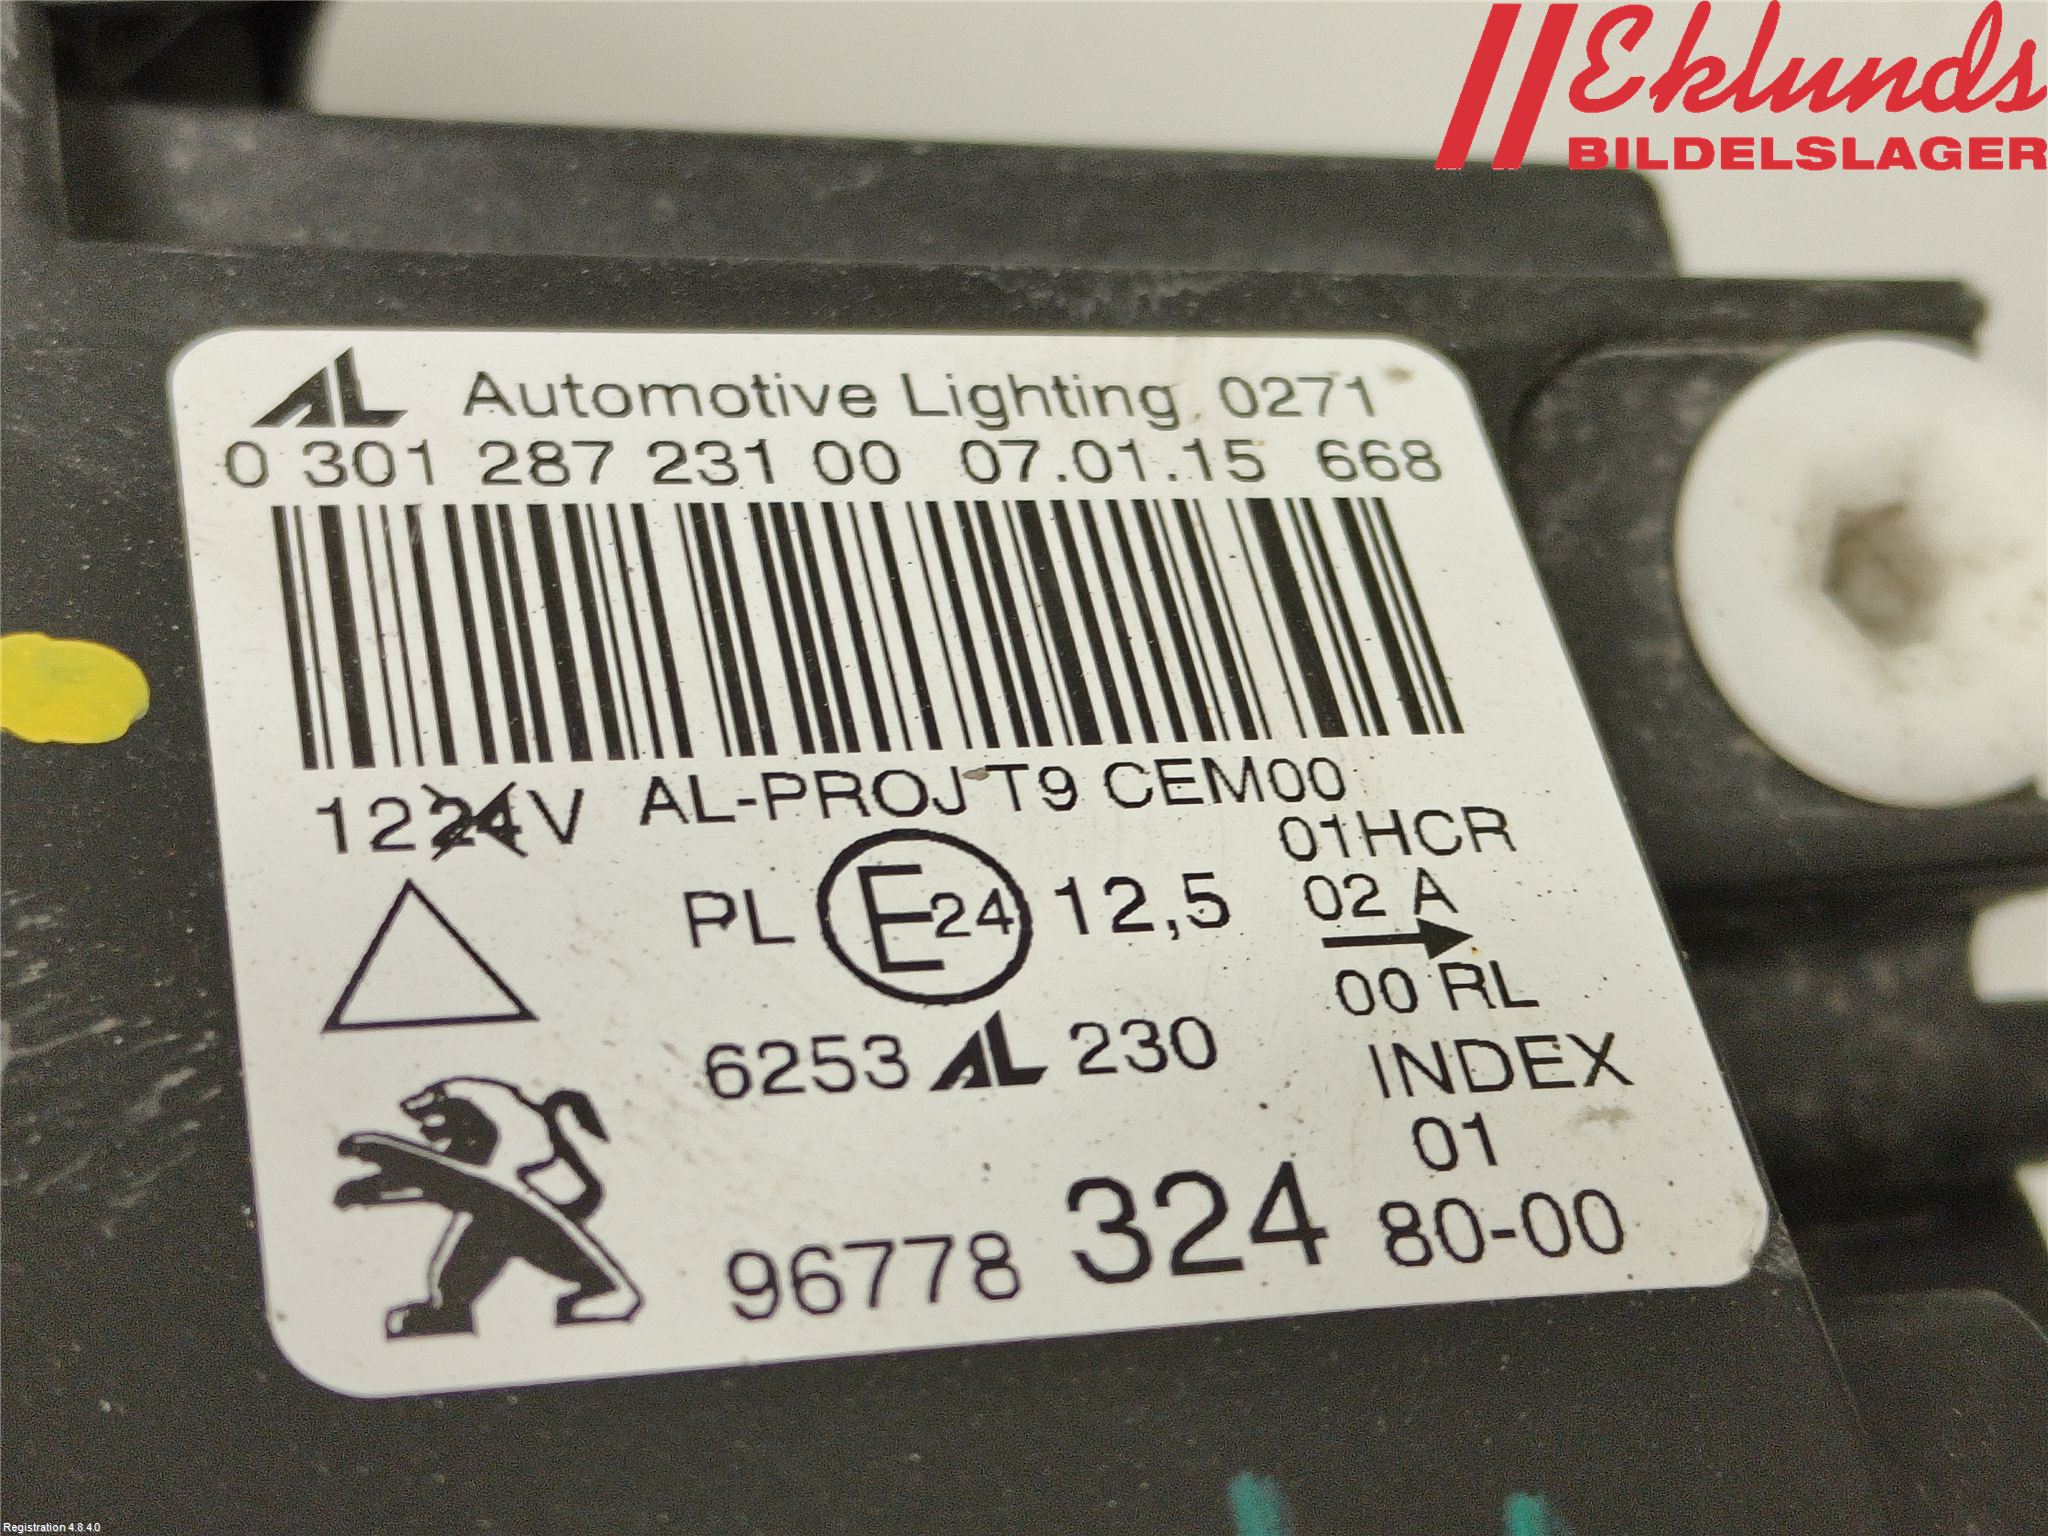 Eklunds
BILDELSLAGER
AL Automotive Lighting 0271
0 301 287 231 00 07.01.15 668
1224V AL-PROJ T9 CEM00
01HCR
PL E24 12,5 02 A
00 RL
6253 AL 230 INDEX
01
96778 324 80-00
Registration 4.8.4.0